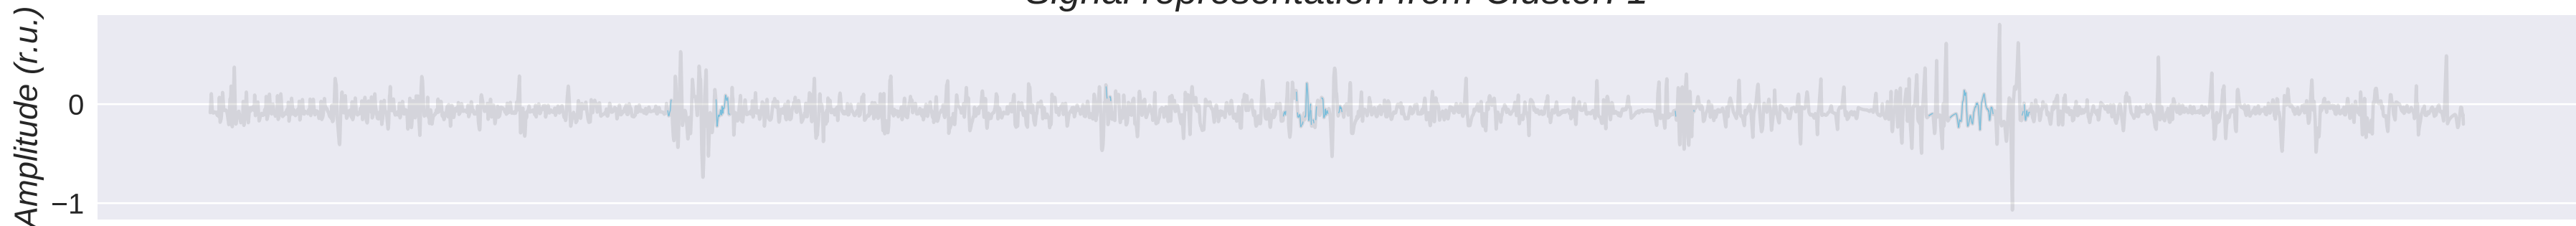 Signal representation from Cluster: 1
Amplitude (r.u.)
0
−1